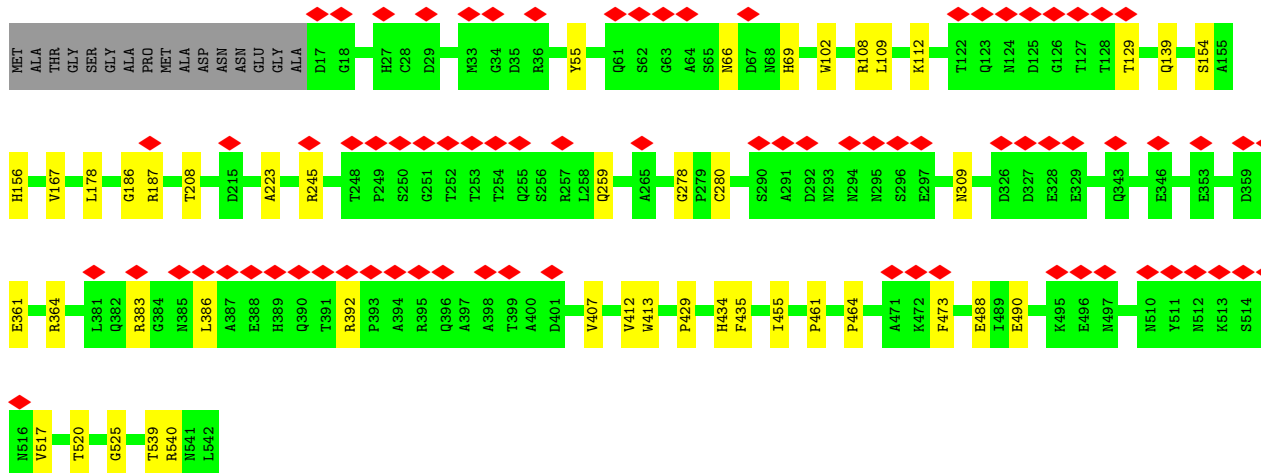 MET ALA THR GLY SER GLY GLY ALA PRO MET ALA ASP ASN ASN GLU GLY ALA D17 G18 H27 C28 D29 M33 G34 D35 R36 Y55 Q61 S62 G63 A64 S65 N66 D67 N68 H69 W102 R108 L109 K112 T122 Q123 N124 D125 G126 T127 T128 T129 Q139 S154 A155
H156 V167 L178 G186 R187 T208 D215 A223 R245 T248 P249 S250 G251 T252 T253 T254 Q255 S256 R257 L258 Q259 A265 G278 P279 C280 S290 A291 D292 N293 N294 N295 S296 E297 N309 D326 D327 E328 E329 Q343 E346 E353 D359
E361 R364 L381 Q382 R383 G384 N385 L386 A387 E388 H389 Q390 T391 R392 P393 A394 R395 Q396 A397 A398 T399 A400 D401 V407 V412 W413 P429 H434 F435 I455 P461 P464 A471 K472 F473 E488 I489 E490 K495 E496 N497 N510 Y511 N512 K513 S514
N516 V517 T520 G525 T539 R540 N541 L542